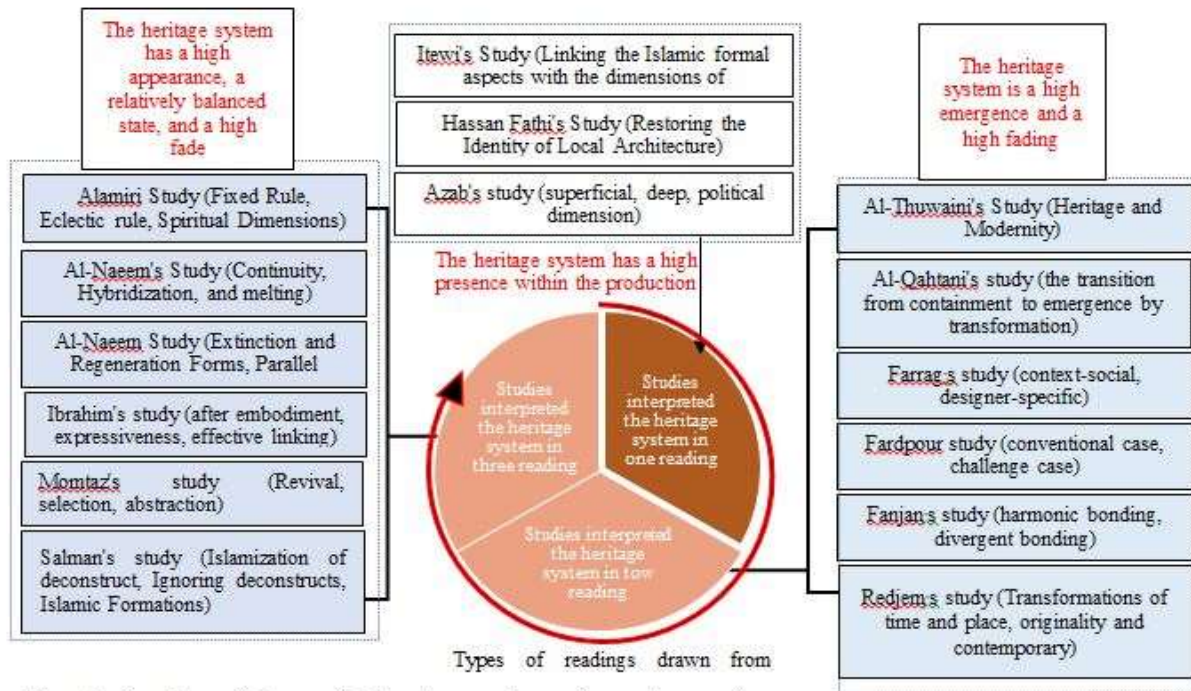 The heritage system
has a high
appearance, a
relatively balanced
state, and a high
fade
Alamiri Study (Fixed Rule,
Eclectic rule, Spiritual Dimensions)
Al-Naeem's Study (Continuity,
Hybridization, and melting)
Al-Naeem Study (Extinction and
Regeneration Forms, Parallel
Ibrahim's study (after embodiment,
expressiveness, effective linking)
Momtaz's study (Revival,
selection, abstraction)
Salman's study (Islamization of
deconstruct, Ignoring deconstructs,
Islamic Formations)
Itewi's Study (Linking the Islamic formal
aspects with the dimensions of
Hassan Fathi's Study (Restoring the
Identity of Local Architecture)
Azab's study (superficial, deep, political
dimension)
The heritage system has a high
presence within the production
Studies
interpreted
the heritage
system in
three reading
Studies
interpreted
the heritage
system in
one reading
Studies interpreted
the heritage
system in tow
reading
Types of readings drawn from
The heritage
system is a high
emergence and a
high fading
Al-Thuwaini's Study (Heritage and
Modernity)
Al-Qahtani's study (the transition
from containment to emergence by
transformation)
Farrag's study (context-social,
designer-specific)
Fardpour study (conventional case,
challenge case)
Fanjan's study (harmonic bonding,
divergent bonding)
Redjem's study (Transformations of
time and place, originality and
contemporary)